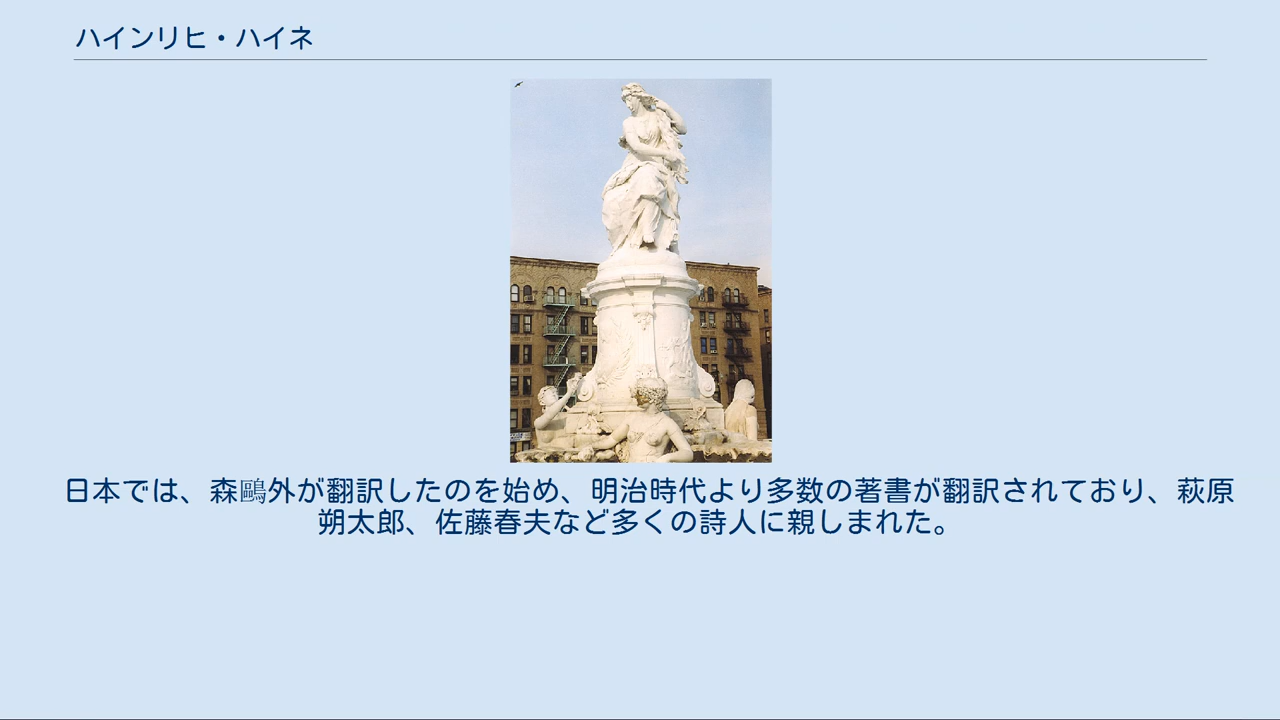 ハインリヒ・ハイネ
日本では、森鷗外が翻訳したのを始め、明治時代より多数の著書が翻訳されており、萩原
朔太郎、佐藤春夫など多くの詩人に親しまれた。